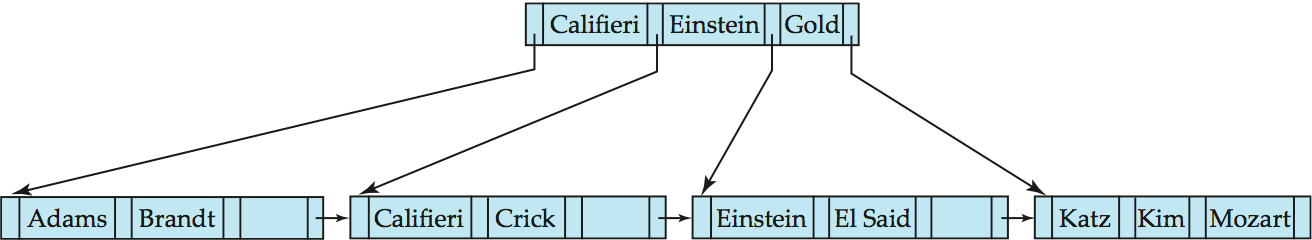 Califieri Einstein Gold
Adams Brandt Califieri Crick Einstein El Said Katz Kim Mozart